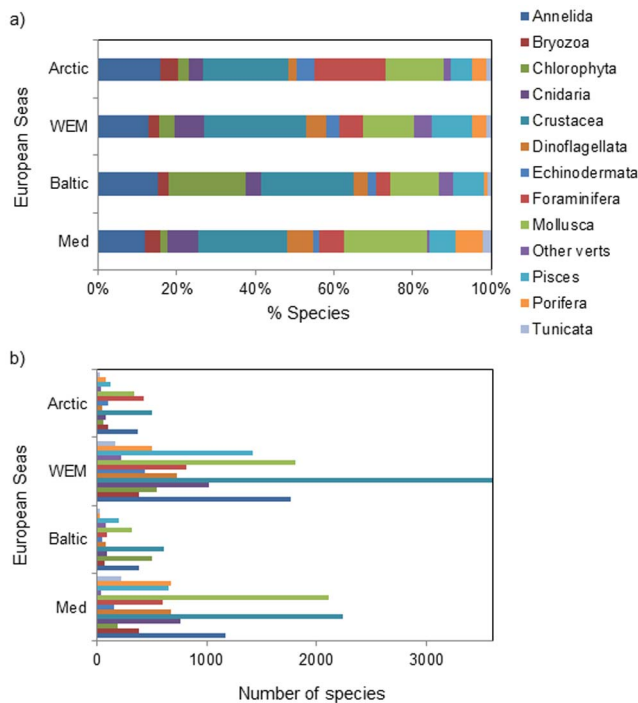 a)
European Seas
Arctic
WEM
Baltic
Med
0% 20% 40% 60% 80% 100%
% Species
Annelida
Bryozoa
Chlorophyta
Cnidaria
Crustacea
Dinoflagellata
Echinodermata
Foraminifera
Mollusca
Other verts
Pisces
Porifera
Tunicata
b)
European Seas
Arctic
WEM
Baltic
Med
0 1000 2000 3000
Number of species